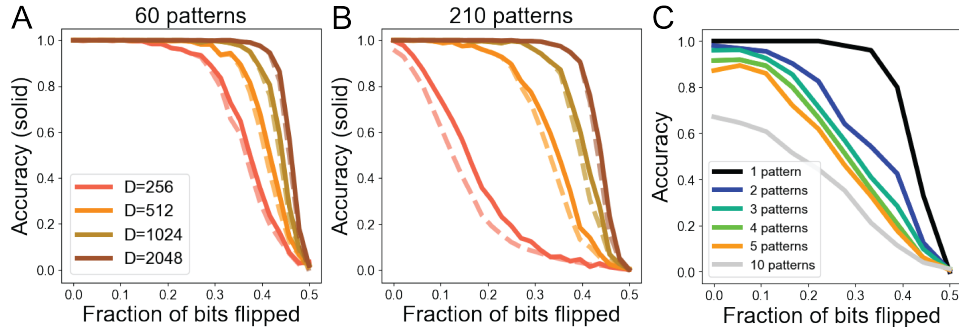 A
60 patterns
Accuracy (solid)
1.0
0.8
0.6
0.4
0.2
0.0
D=256
D=512
D=1024
D=2048
0.0 0.1 0.2 0.3 0.4 0.5
Fraction of bits flipped
B
210 patterns
Accuracy (solid)
1.0
0.8
0.6
0.4
0.2
0.0
0.0 0.1 0.2 0.3 0.4 0.5
Fraction of bits flipped
C
Accuracy
1.0
0.8
0.6
0.4
0.2
0.0
1 pattern
2 patterns
3 patterns
4 patterns
5 patterns
10 patterns
0.0 0.1 0.2 0.3 0.4 0.5
Fraction of bits flipped